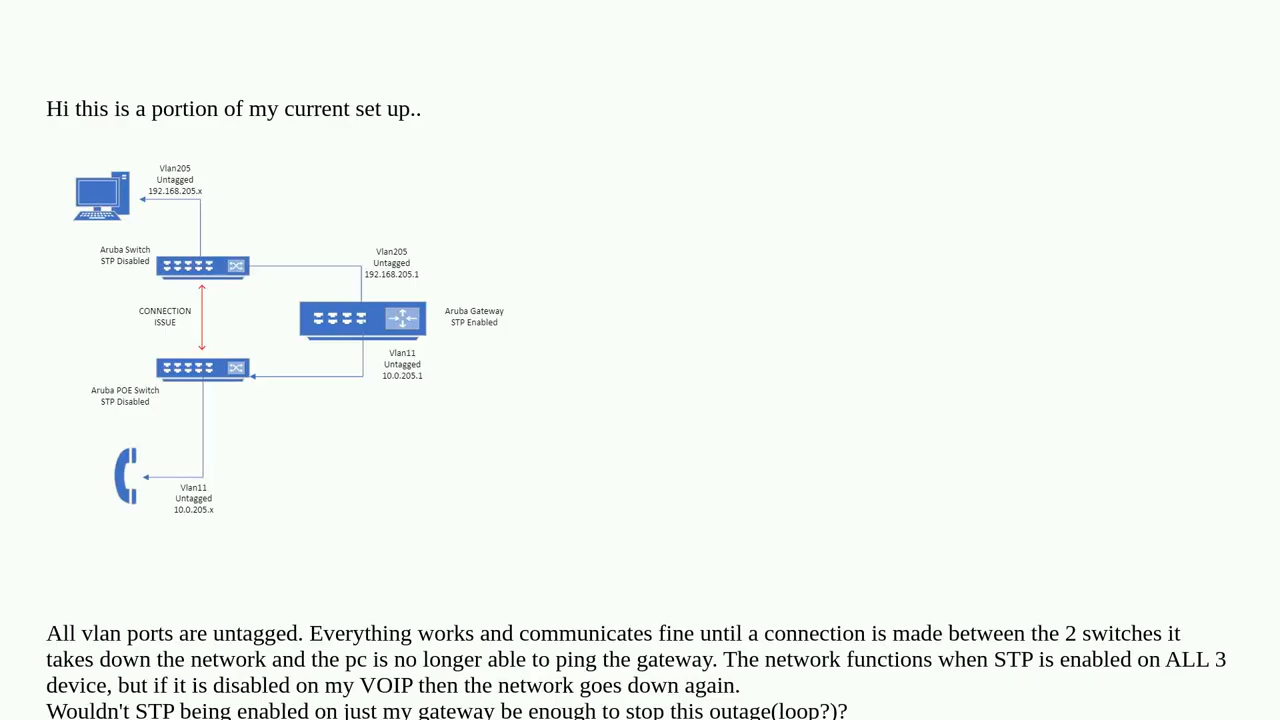 Hi this is a portion of my current set up..
Vlan205
Untagged
192.168.205.x
Aruba Switch
STP Disabled
Vlan205
Untagged
192.168.205.1
CONNECTION
ISSUE
Aruba Gateway
STP Enabled
Vlan11
Untagged
10.0.205.1
Aruba POE Switch
STP Disabled
Vlan11
Untagged
10.0.205.x
All vlan ports are untagged. Everything works and communicates fine until a connection is made between the 2 switches it
takes down the network and the pc is no longer able to ping the gateway. The network functions when STP is enabled on ALL 3
device, but if it is disabled on my VOIP then the network goes down again.
Wouldn't STP being enabled on just my gateway be enough to stop this outage(loop?)?